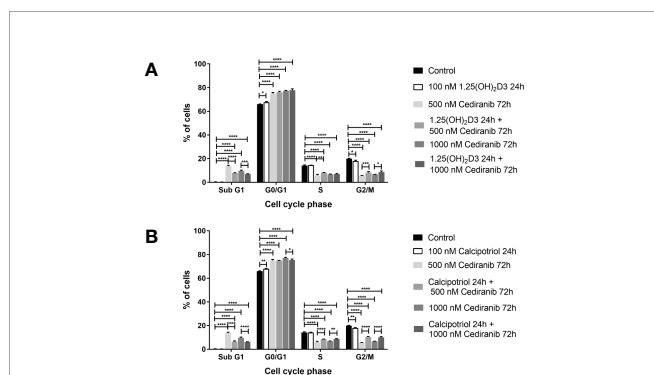 A
% of cells
100
80
60
40
20
0
Sub G1 G0/G1 S G2/M
Cell cycle phase
Control
100 nM 1.25(OH)₂D3 24h
500 nM Cediranib 72h
1.25(OH)₂D3 24h +
500 nM Cediranib 72h
1000 nM Cediranib 72h
1.25(OH)₂D3 24h +
1000 nM Cediranib 72h
B
% of cells
100
80
60
40
20
0
Sub G1 G0/G1 S G2/M
Cell cycle phase
Control
100 nM Calcipotriol 24h
500 nM Cediranib 72h
Calcipotriol 24h +
500 nM Cediranib 72h
1000 nM Cediranib 72h
Calcipotriol 24h +
1000 nM Cediranib 72h